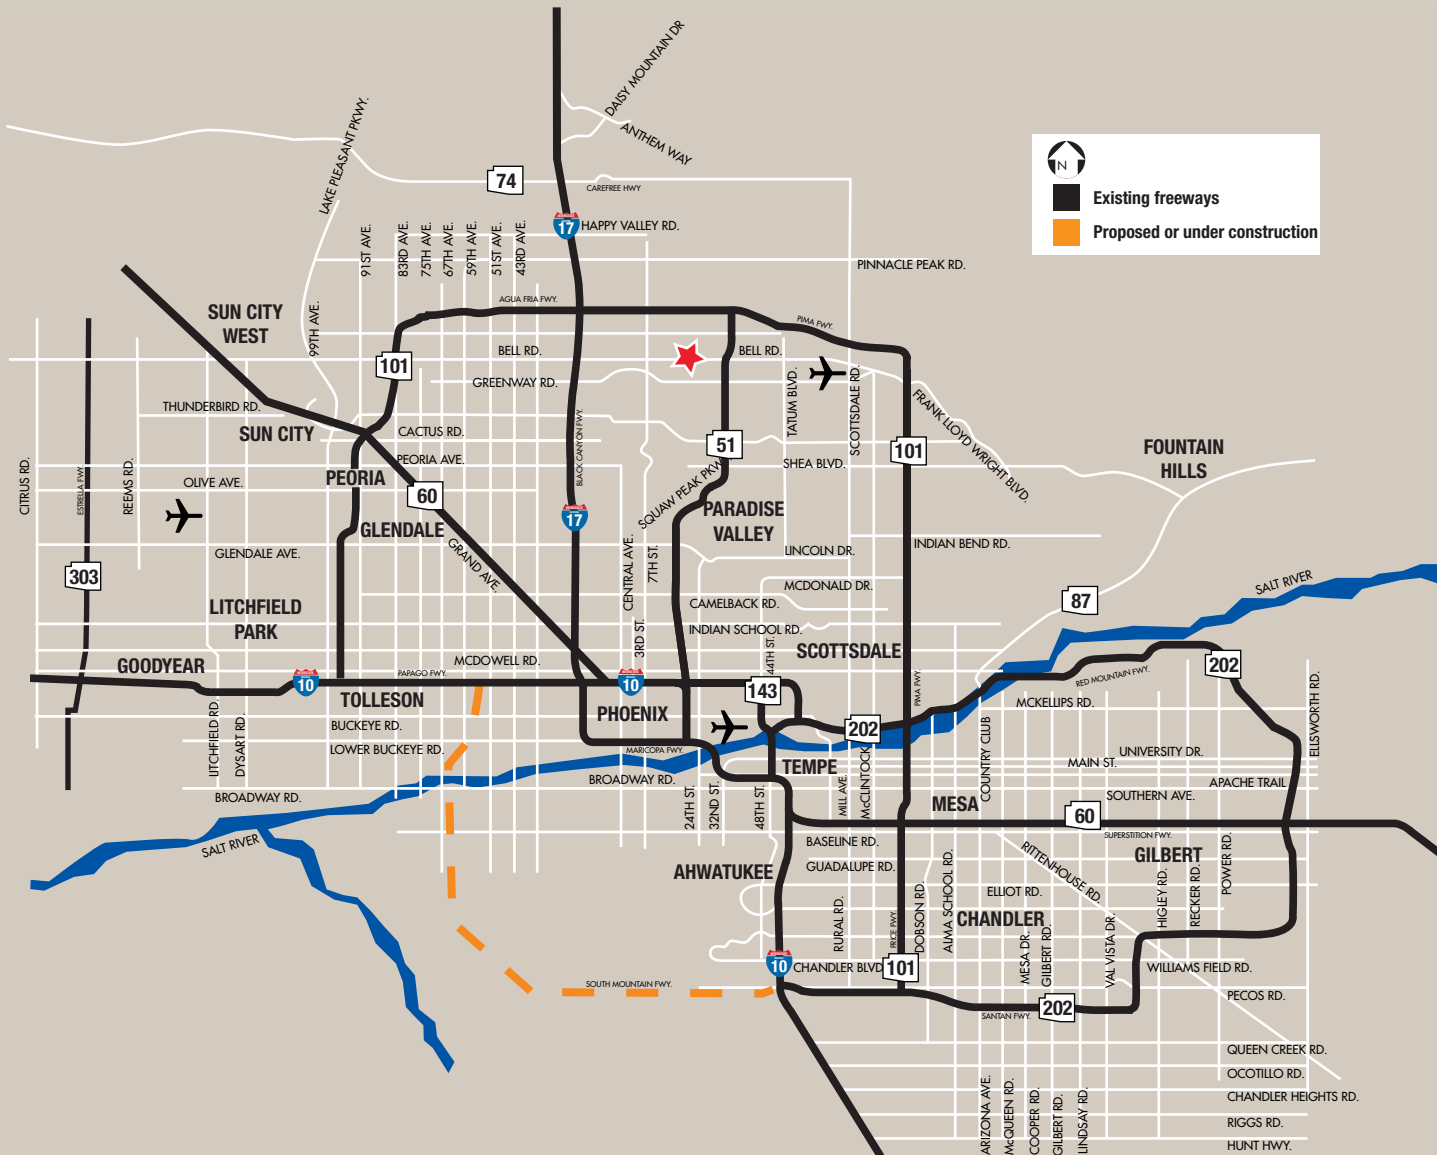 DAISY MOUNTAIN DR
ANTHEM WAY
LAKE PLEASANT PKWY.
74
CAREFREE HWY
N
Existing freeways
Proposed or under construction
INTERSTATE
17
HAPPY VALLEY RD.
91ST AVE.
83RD AVE.
75TH AVE.
67TH AVE.
59TH AVE.
51ST AVE.
43RD AVE.
PINNACLE PEAK RD.
SUN CITY
WEST
99TH AVE.
AGUA FRIA FWY.
PIMA FWY.
BELL RD.
BELL RD.
101
GREENWAY RD.
TATUM BLVD.
SCOTTSDALE RD.
FRANK LLOYD WRIGHT BLVD.
THUNDERBIRD RD.
SUN CITY
CACTUS RD.
BLACK CANYON FWY.
51
101
FOUNTAIN
HILLS
PEORIA AVE.
SHEA BLVD.
CITRUS RD.
ESTRELLA FWY.
REEMS RD.
OLIVE AVE.
PEORIA
60
SQUAW PEAK PKWY
PARADISE
VALLEY
17
GLENDALE
GLENDALE AVE.
GRAND AVE.
LINCOLN DR.
INDIAN BEND RD.
303
CENTRAL AVE.
7TH ST.
MCDONALD DR.
SALT RIVER
87
CAMELBACK RD.
LITCHFIELD
PARK
INDIAN SCHOOL RD.
3RD ST.
44TH ST.
SCOTTSDALE
GOODYEAR
MCDOWELL RD.
PAPAGO FWY.
10
10
143
202
RED MOUNTAIN FWY.
PIMA FWY.
MCKELLIPS RD.
ELLSWORTH RD.
TOLLESON
PHOENIX
LITCHFIELD RD.
DYSART RD.
BUCKEYE RD.
LOWER BUCKEYE RD.
202
MARICOPA FWY.
COUNTRY CLUB
UNIVERSITY DR.
MAIN ST.
TEMPE
BROADWAY RD.
APACHE TRAIL
BROADWAY RD.
24TH ST.
32ND ST.
48TH ST.
MILL AVE.
McCLINTOCK
MESA
SOUTHERN AVE.
60
SUPERSTITION FWY.
SALT RIVER
BASELINE RD.
GUADALUPE RD.
RITTENHOUSE RD.
GILBERT
AHWATUKEE
ELLIOT RD.
HIGLEY RD.
RECKER RD.
POWER RD.
RURAL RD.
PRICE FWY.
DOBSON RD.
ALMA SCHOOL RD.
CHANDLER
MESA DR.
GILBERT RD.
VAL VISTA DR.
10
CHANDLER BLVD
101
WILLIAMS FIELD RD.
SOUTH MOUNTAIN FWY.
PECOS RD.
202
SANTAN FWY.
QUEEN CREEK RD.
OCOTILLO RD.
CHANDLER HEIGHTS RD.
RIGGS RD.
HUNT HWY.
ARIZONA AVE.
McQUEEN RD.
COOPER RD.
GILBERT RD.
LINDSAY RD.